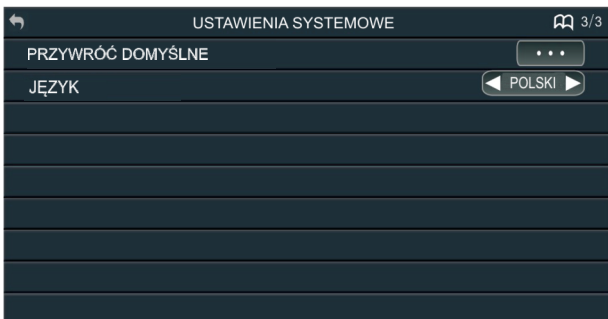 USTAWIENIA SYSTEMOWE 3/3
PRZYWRÓĆ DOMYŚLNE ...
JĘZYK POLSKI